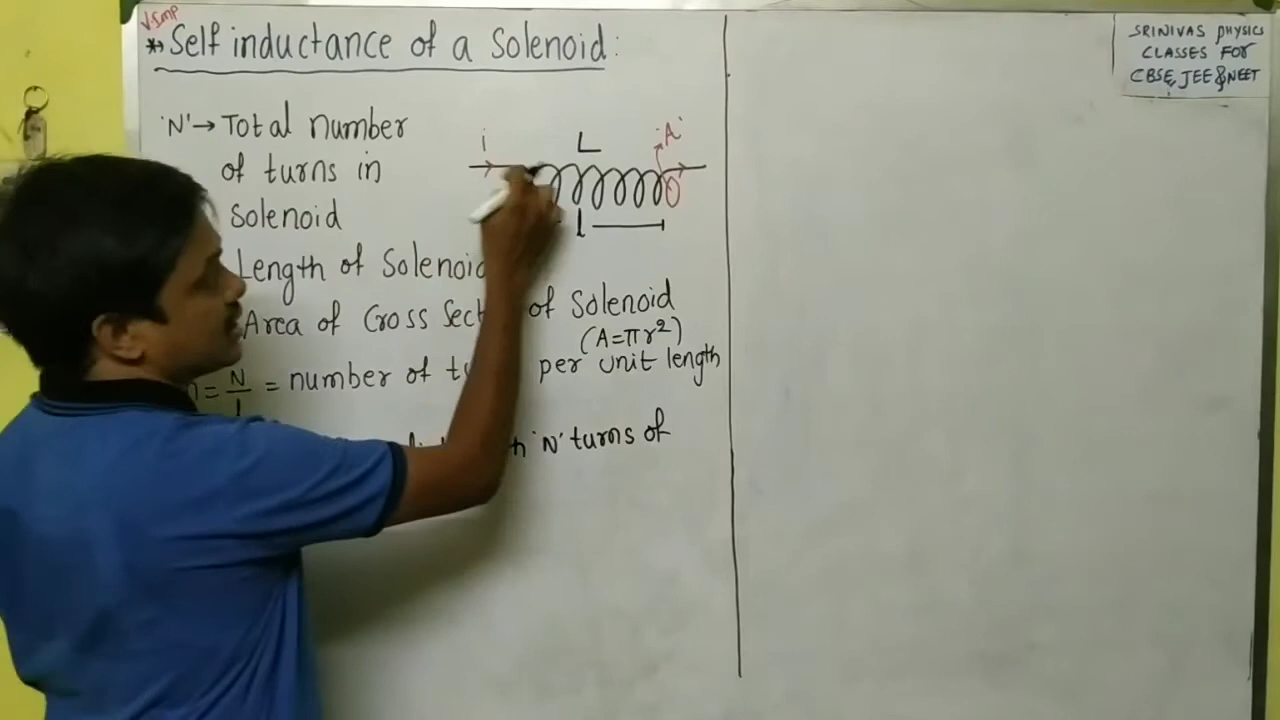 V.Imp
* Self inductance of a Solenoid:
'N' → Total number
of turns in
Solenoid
Length of Solenoid
Area of Cross Sect of Solenoid
(A=πr²)
n = N/l = number of t per unit length
'N' turns of
i
L
'A'
l
SRINIVAS PHYSICS
CLASSES FOR
CBSE, JEE & NEET